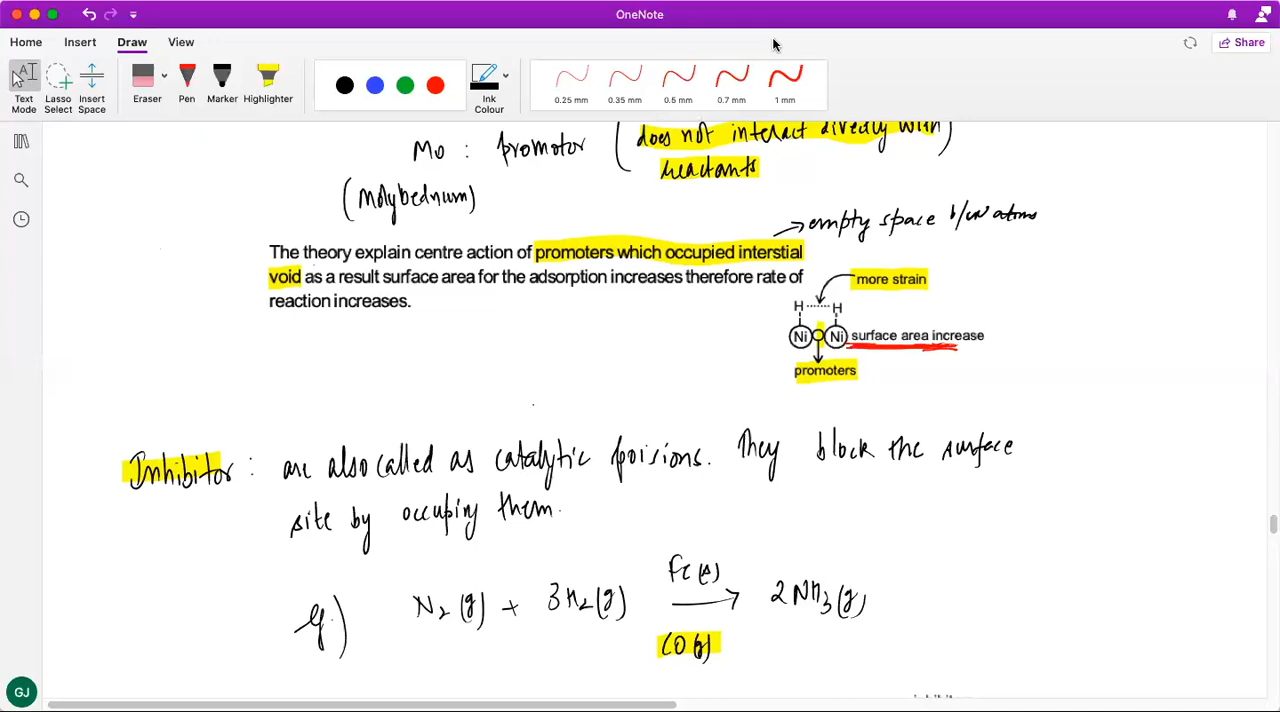 OneNote
Home Insert Draw View
Share
Text Mode
Lasso Select
Insert Space
Eraser
Pen
Marker
Highlighter
Ink Colour
0.25 mm
0.35 mm
0.5 mm
0.7 mm
1 mm
Mo : promotor (does not interact directly with)
reactants
(Molybednum)
→ empty space b/w atoms
The theory explain centre action of promoters which occupied interstial
void as a result surface area for the adsorption increases therefore rate of
reaction increases.
more strain
H H
Ni Ni surface area increase
promoters
Inhibitor : are also called as catalytic poisions. They block the surface
site by occupying them.
Fe(s)
eg) N₂(g) + 3H₂(g) → 2NH₃(g)
CO(g)
GJ